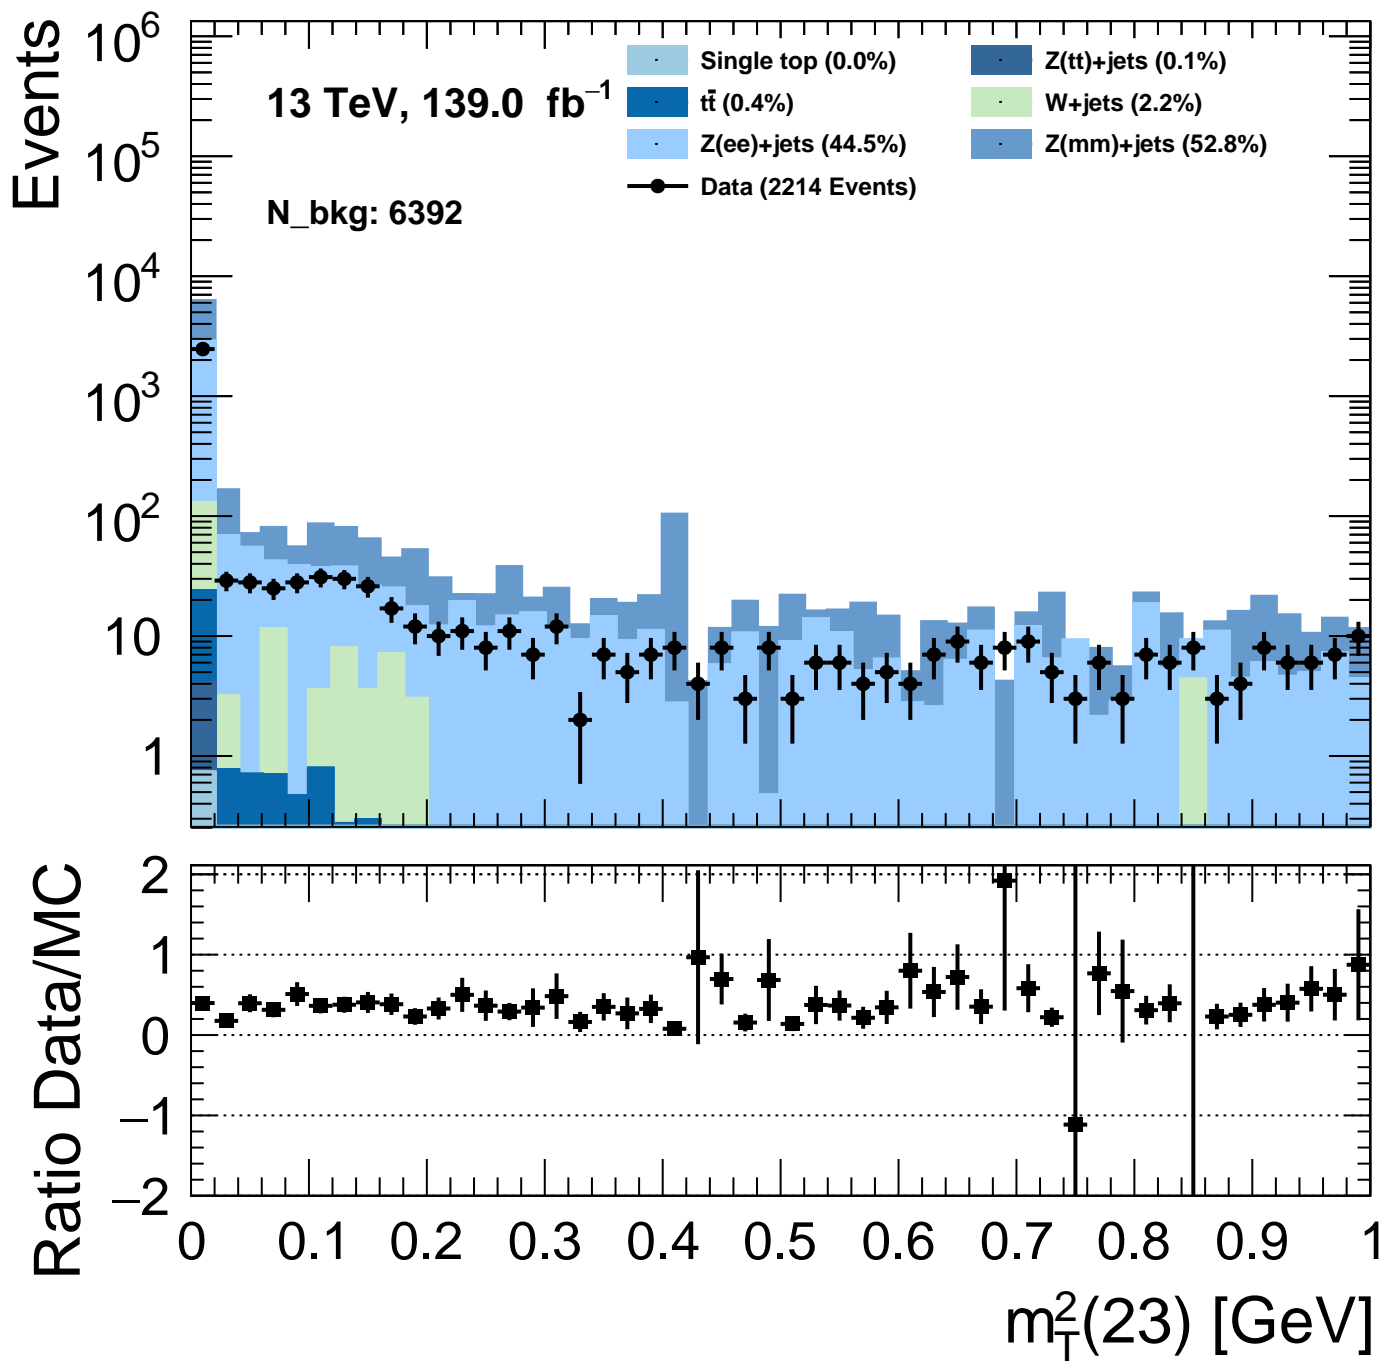 Events
10^6
10^5
10^4
10^3
10^2
10
1
13 TeV, 139.0 fb^−1
N_bkg: 6392
Single top (0.0%)
Z(tt)+jets (0.1%)
tt̄ (0.4%)
W+jets (2.2%)
Z(ee)+jets (44.5%)
Z(mm)+jets (52.8%)
Data (2214 Events)
Ratio Data/MC
2
1
0
−1
−2
0 0.1 0.2 0.3 0.4 0.5 0.6 0.7 0.8 0.9 1
m_T^2(23) [GeV]